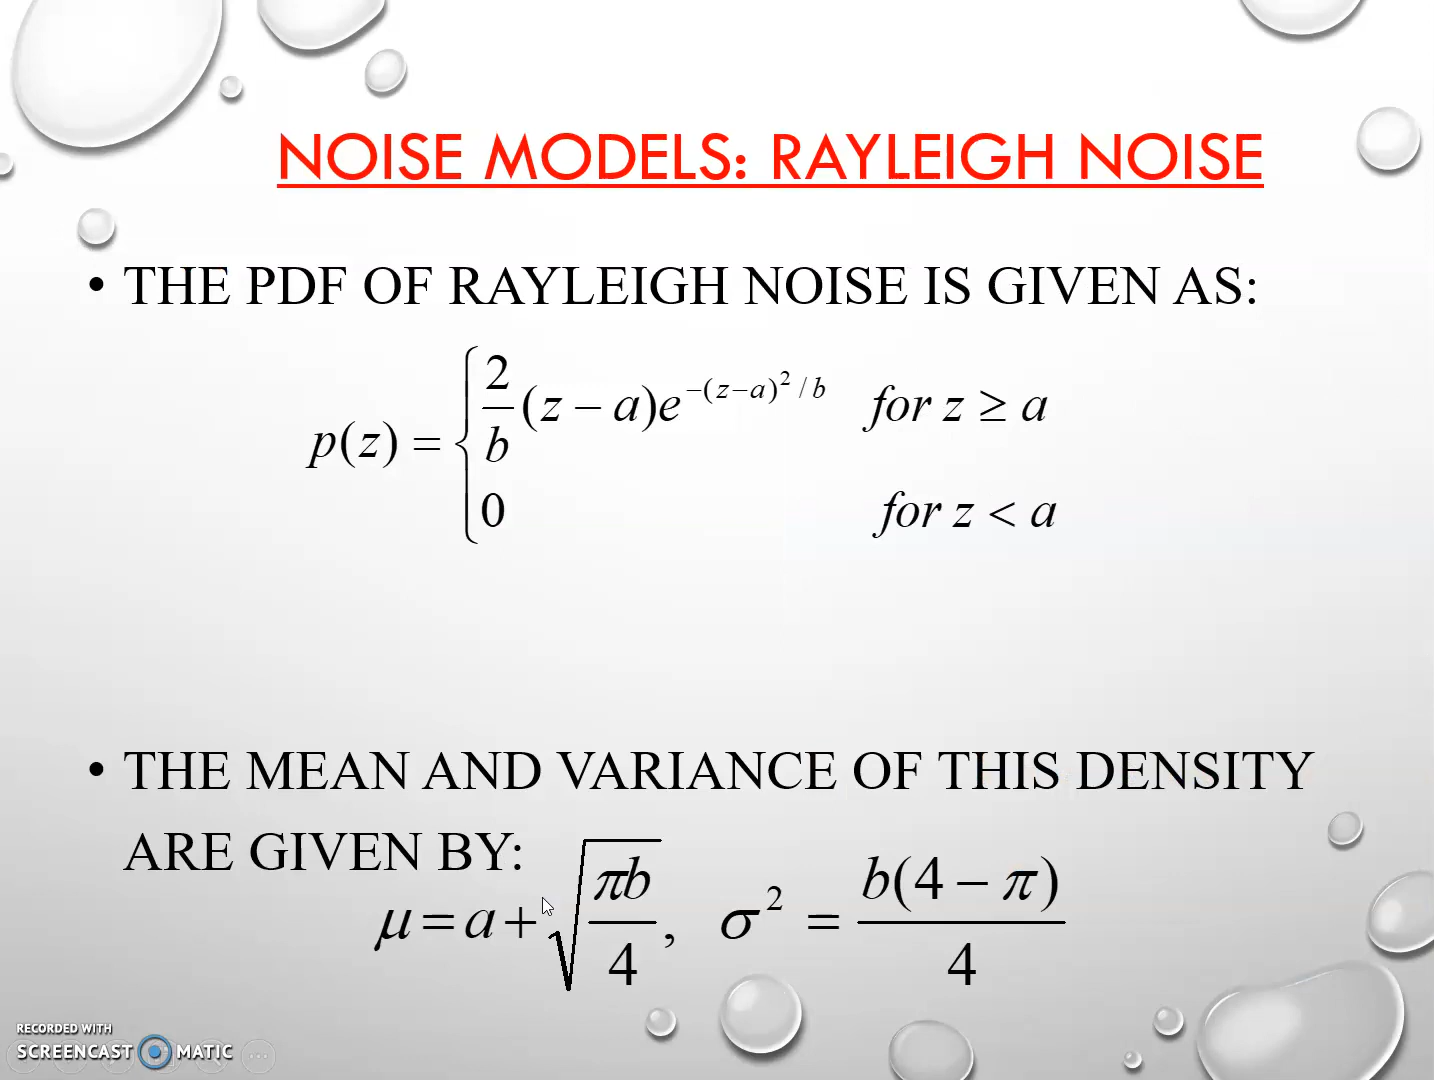 NOISE MODELS: RAYLEIGH NOISE
• THE PDF OF RAYLEIGH NOISE IS GIVEN AS:
p(z) = { 2/b (z − a)e^{−(z−a)² / b} for z ≥ a
0 for z < a
• THE MEAN AND VARIANCE OF THIS DENSITY
ARE GIVEN BY:
μ = a + √(πb/4), σ² = b(4 − π)/4
RECORDED WITH
SCREENCAST MATIC